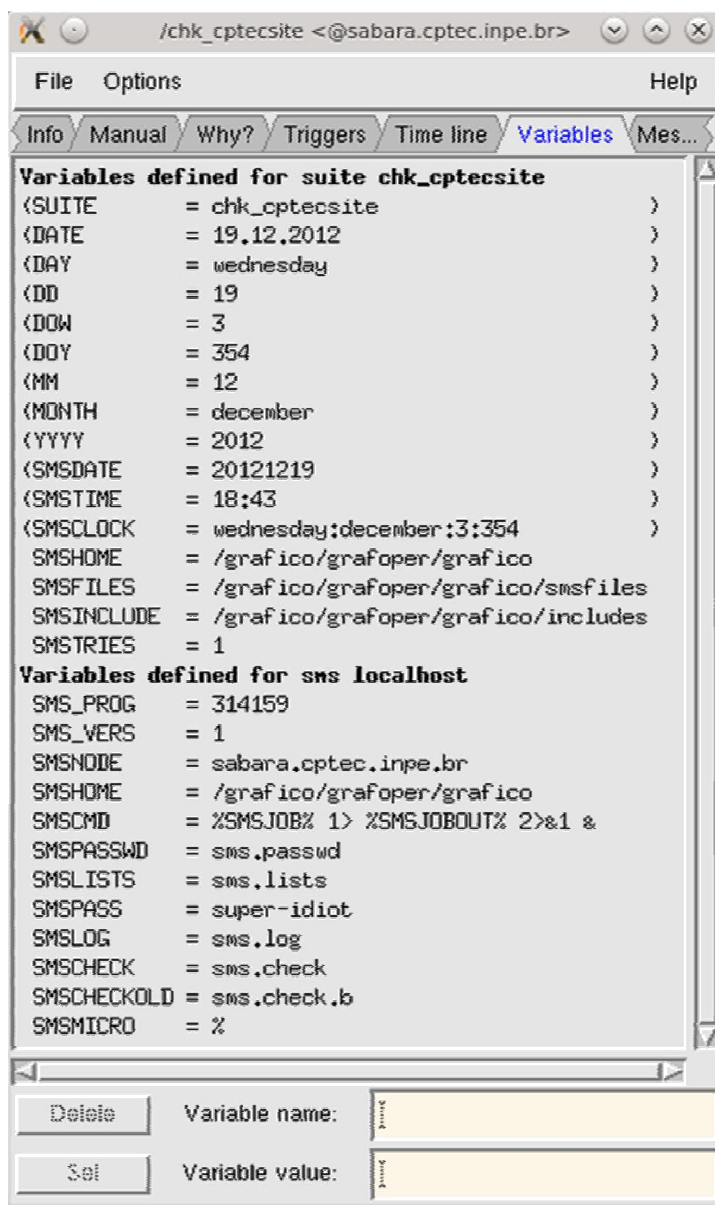 /chk_cptecsite <@sabara.cptec.inpe.br>
File Options Help
Info Manual Why? Triggers Time line Variables Mes...
Variables defined for suite chk_cptecsite
(SUITE = chk_cptecsite )
(DATE = 19.12.2012 )
(DAY = wednesday )
(DD = 19 )
(DOW = 3 )
(DOY = 354 )
(MM = 12 )
(MONTH = december )
(YYYY = 2012 )
(SMSDATE = 20121219 )
(SMSTIME = 18:43 )
(SMSCLOCK = wednesday:december:3:354 )
SMSHOME = /grafico/grafoper/grafico
SMSFILES = /grafico/grafoper/grafico/smsfiles
SMSINCLUDE = /grafico/grafoper/grafico/includes
SMSTRIES = 1
Variables defined for sms localhost
SMS_PROG = 314159
SMS_VERS = 1
SMSNODE = sabara.cptec.inpe.br
SMSHOME = /grafico/grafoper/grafico
SMSCMD = %SMSJOB% 1> %SMSJOBOUT% 2>&1 &
SMSPASSWD = sms.passwd
SMSLISTS = sms.lists
SMSPASS = super-idiot
SMSLOG = sms.log
SMSCHECK = sms.check
SMSCHECKOLD = sms.check.b
SMSMICRO = %
Delete Variable name:
Set Variable value: